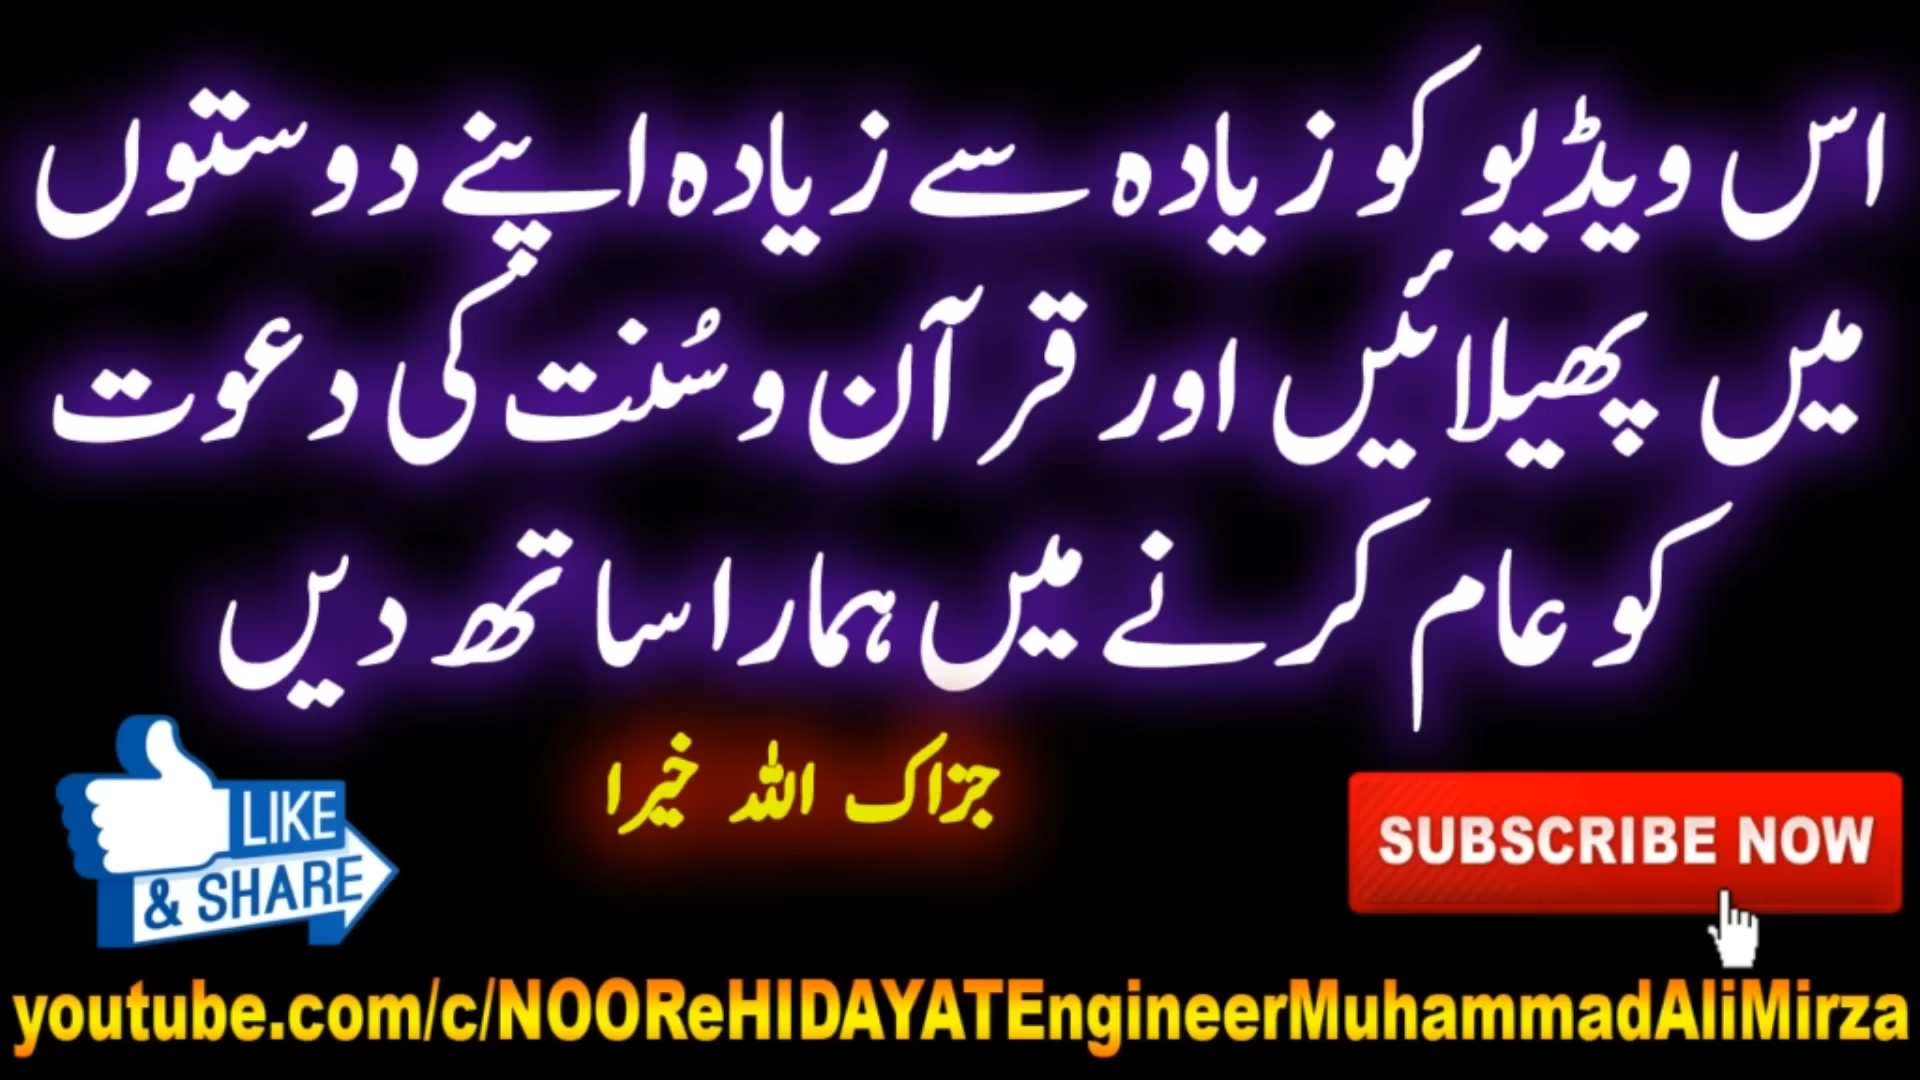 اس ویڈیو کو زیادہ سے زیادہ اپنے دوستوں
میں پھیلائیں اور قرآن و سُنت کی دعوت
کو عام کرنے میں ہمارا ساتھ دیں
جزاک اللہ خیرا
LIKE
& SHARE
SUBSCRIBE NOW
youtube.com/c/NOOReHIDAYATEngineerMuhammadAliMirza